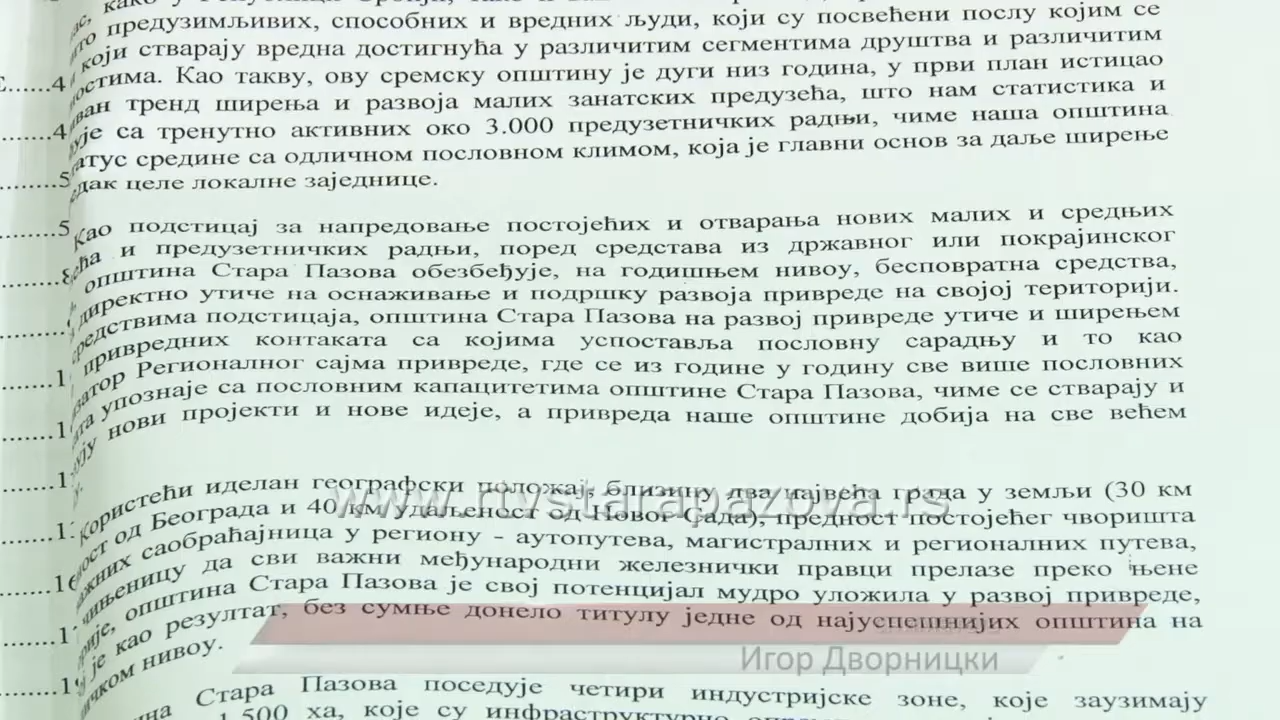 како у Републици Србији, тако и
предузимљивих, способних и вредних људи, који су посвећени послу којим се
који стварају вредна достигнућа у различитим сегментима друштва и различитим
Као такву, ову сремску општину је дуги низ година, у први план истицао
тренд ширења и развоја малих занатских предузећа, што нам статистика и
са тренутно активних око 3.000 предузетничких радњи, чиме наша општина
средине са одличном пословном климом, која је главни основ за даље ширење
целе локалне заједнице.
Као подстицај за напредовање постојећих и отварања нових малих и средњих
и предузетничких радњи, поред средстава из државног или покрајинског
општина Стара Пазова обезбеђује, на годишњем нивоу, бесповратна средства,
директно утиче на оснаживање и подршку развоја привреде на својој територији.
подстицаја, општина Стара Пазова на развој привреде утиче и ширењем
привредних контаката са којима успоставља пословну сарадњу и то као
Регионалног сајма привреде, где се из године у годину све више пословних
упознаје са пословним капацитетима општине Стара Пазова, чиме се стварају и
нови пројекти и нове идеје, а привреда наше општине добија на све већем
Користећи иделан географски положај, близину два највећа града у земљи (30 км
од Београда и 40 км удаљеност од Новог Сада), предност постојећег чворишта
www.rtvstarapazova.rs
саобраћајница у региону - аутопутева, магистралних и регионалних путева,
чињеницу да сви важни међународни железнички правци прелазе преко њене
општина Стара Пазова је свој потенцијал мудро уложила у развој привреде,
је као резултат, без сумње донело титулу једне од најуспешнијих општина на
нивоу.
Игор Дворницки
Стара Пазова поседује четири индустријске зоне, које заузимају
1.500 ха, које су инфраструктурно